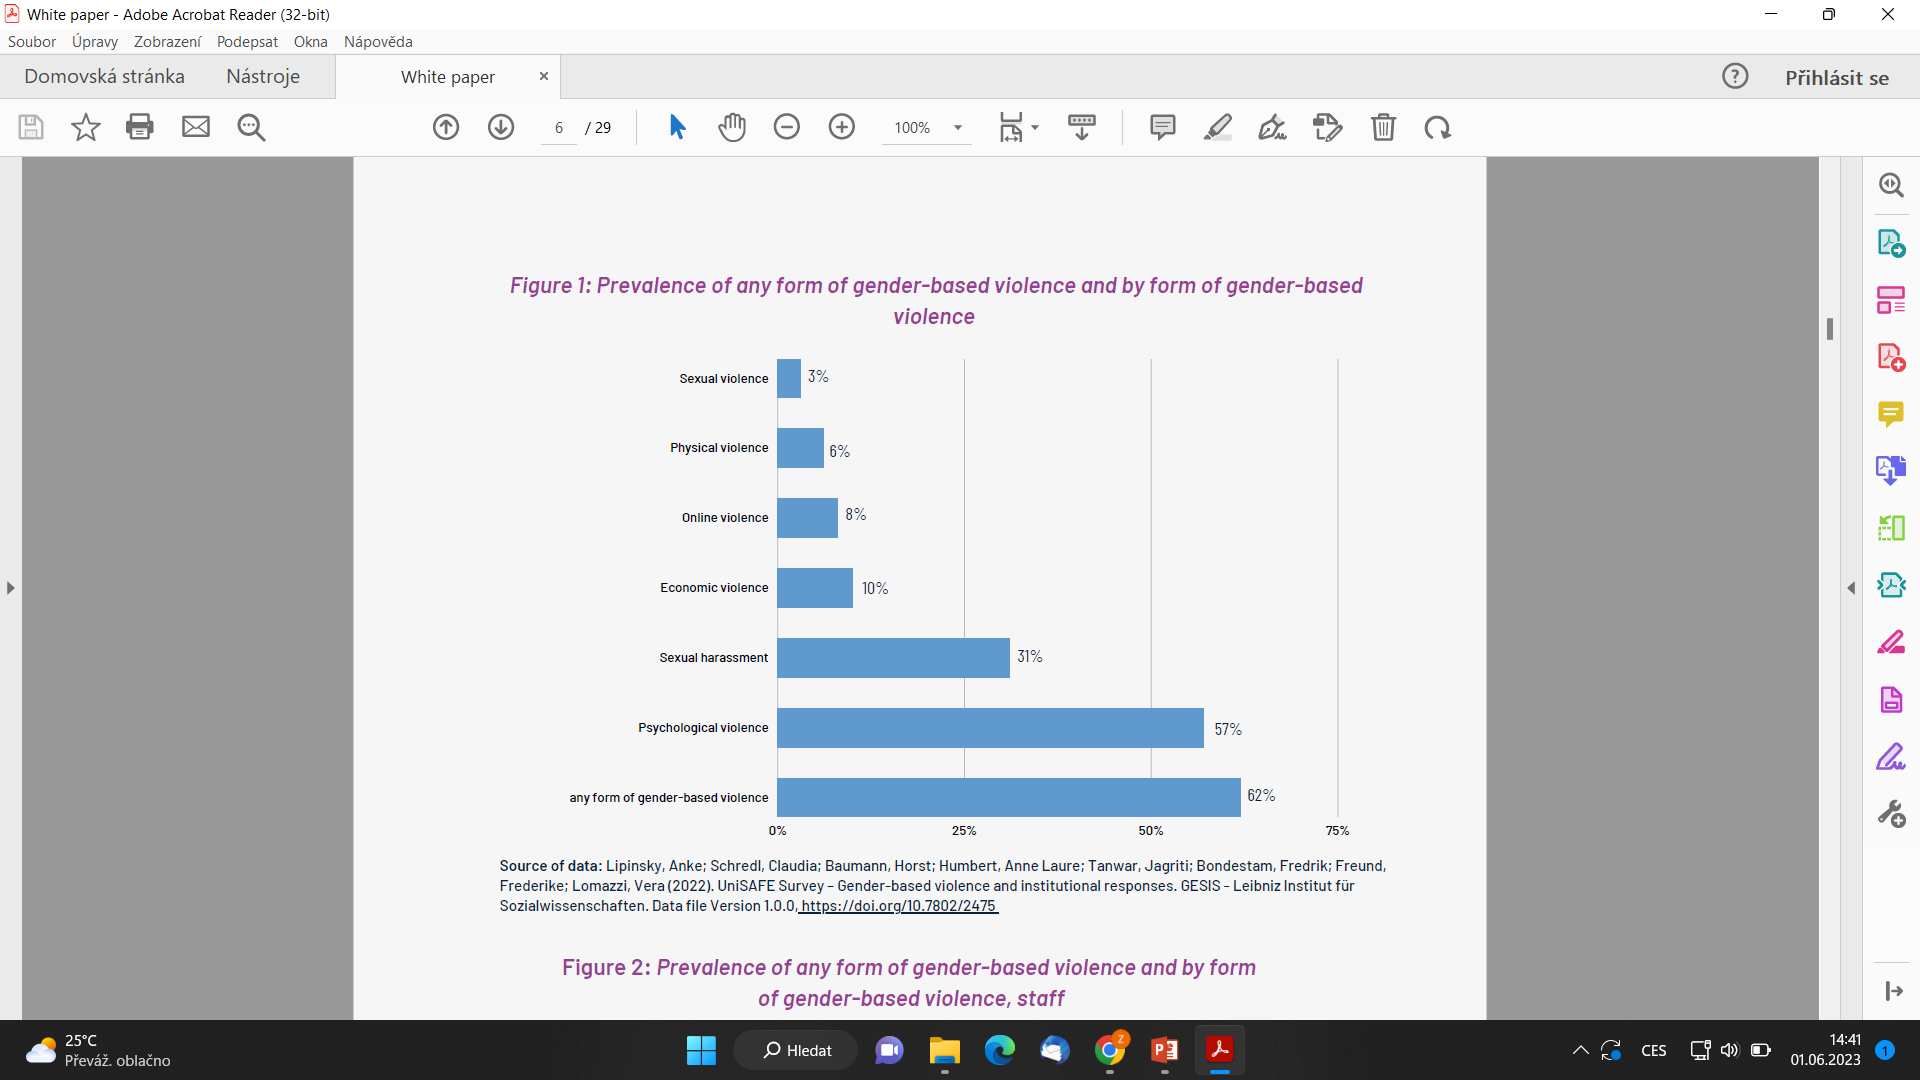 White paper - Adobe Acrobat Reader (32-bit)
Soubor Úpravy Zobrazení Podepsat Okna Nápověda
Domovská stránka Nástroje White paper × ? Přihlásit se
6 / 29 100%
Figure 1: Prevalence of any form of gender-based violence and by form of gender-based
violence
Sexual violence 3%
Physical violence 6%
Online violence 8%
Economic violence 10%
Sexual harassment 31%
Psychological violence 57%
any form of gender-based violence 62%
0% 25% 50% 75%
Source of data: Lipinsky, Anke; Schredl, Claudia; Baumann, Horst; Humbert, Anne Laure; Tanwar, Jagriti; Bondestam, Fredrik; Freund,
Frederike; Lomazzi, Vera (2022). UniSAFE Survey – Gender-based violence and institutional responses. GESIS - Leibniz Institut für
Sozialwissenschaften. Data file Version 1.0.0, https://doi.org/10.7802/2475
Figure 2: Prevalence of any form of gender-based violence and by form
of gender-based violence, staff
25°C
Převáž. oblačno
Hledat
Z
P
CES
14:41
01.06.2023
1